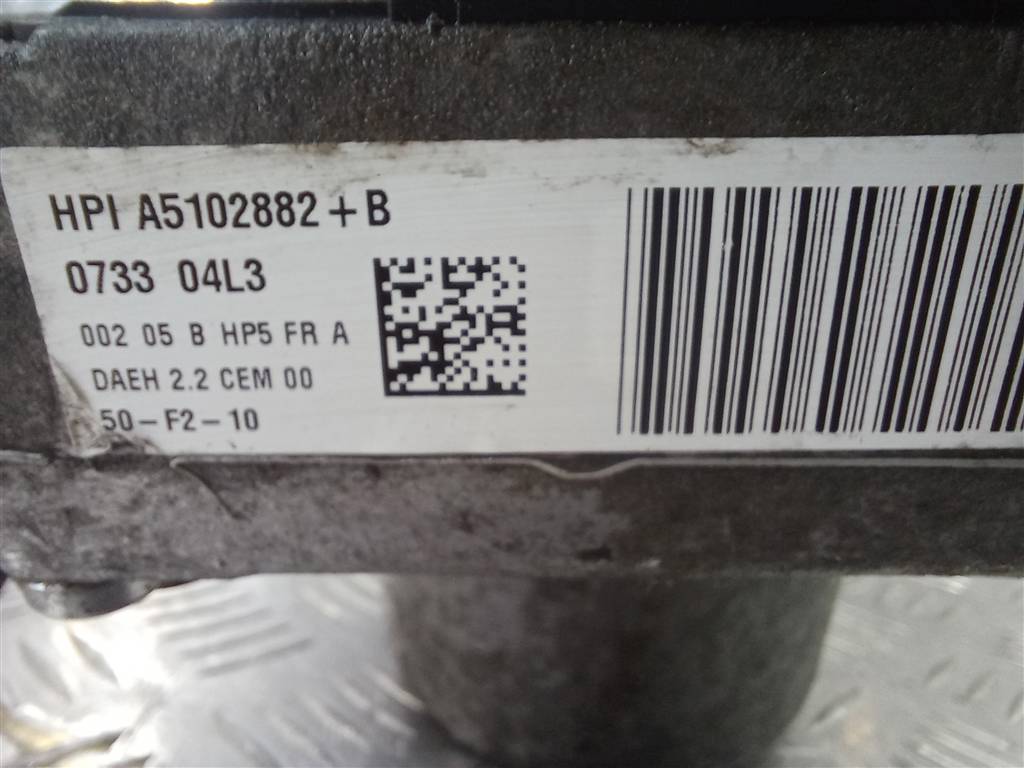 HPI A5102882+B
0733 04L3
002 05 B HP5 FR A
DAEH 2.2 CEM 00
50-F2-10